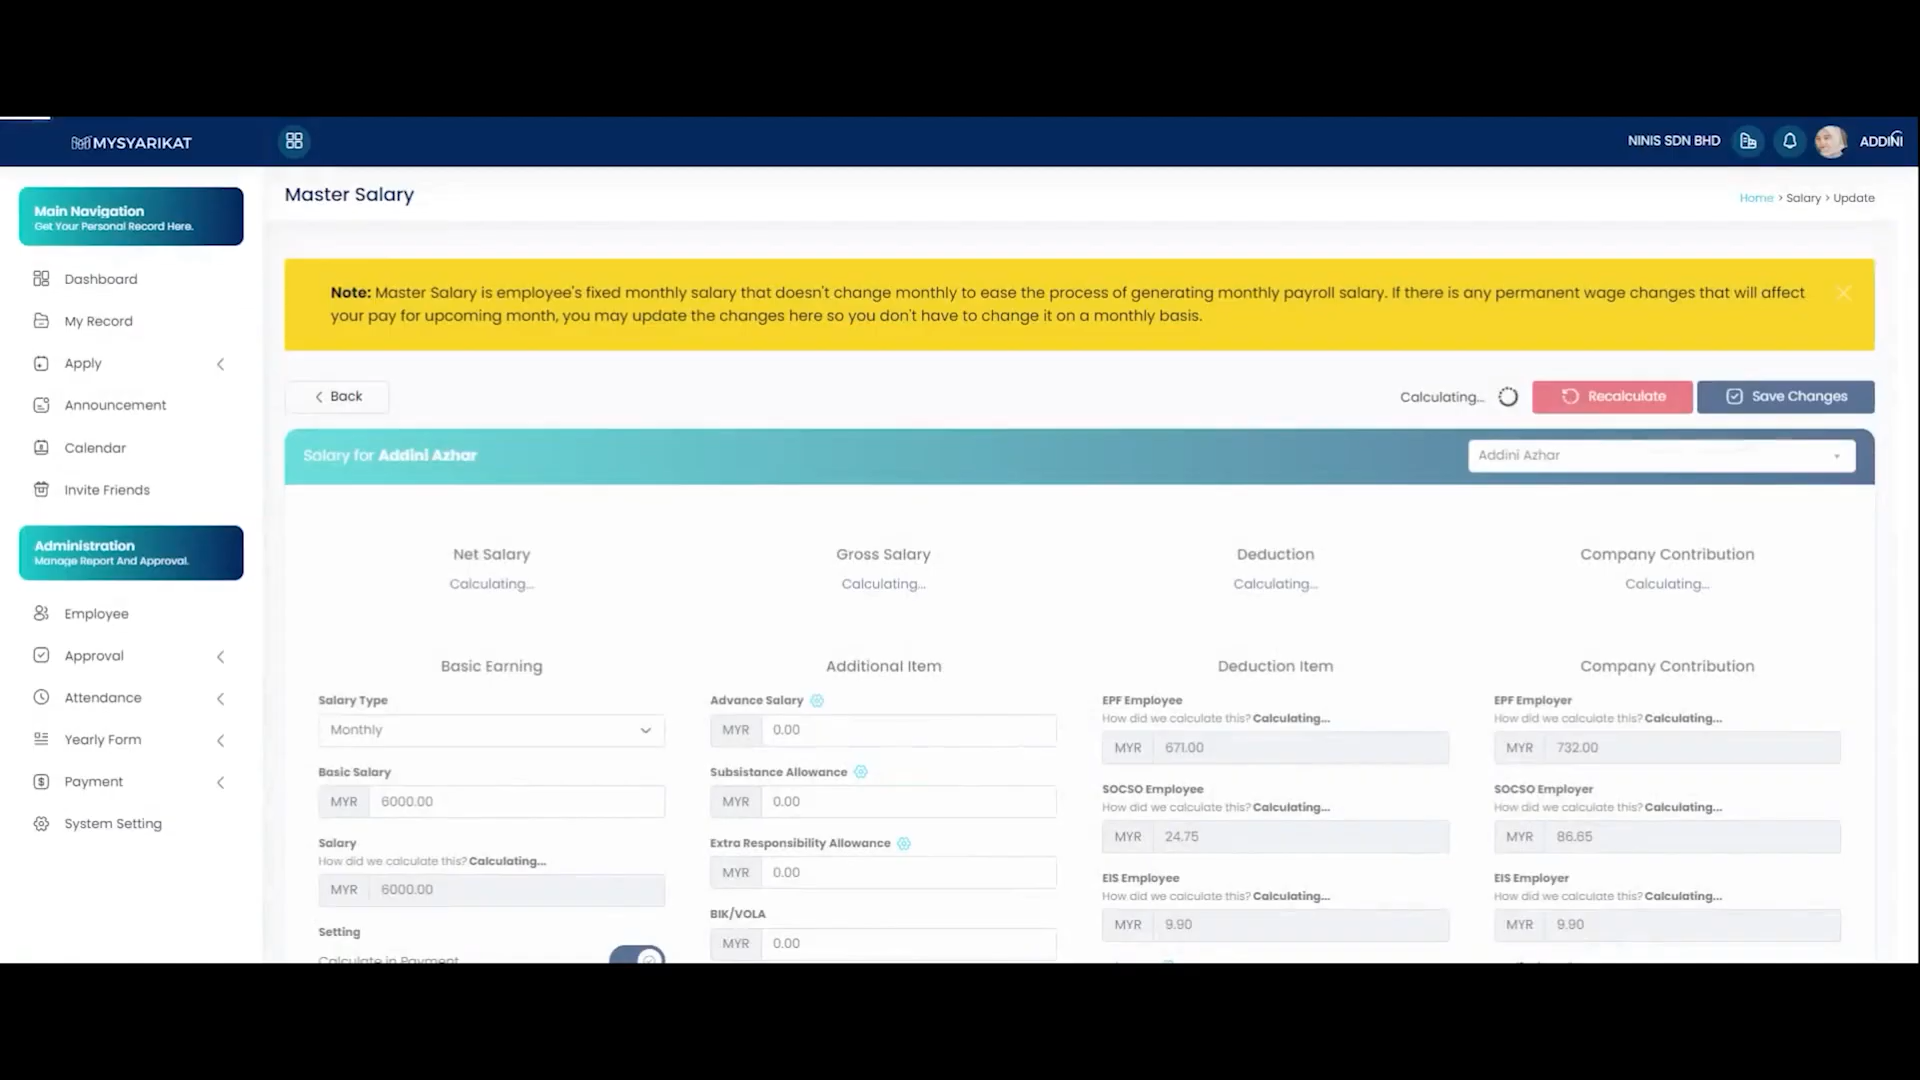 MYSYARIKAT
NINIS SDN BHD
ADDINI
Main Navigation
Get Your Personal Record Here.
Dashboard
My Record
Apply
Announcement
Calendar
Invite Friends
Administration
Manage Report And Approval.
Employee
Approval
Attendance
Yearly Form
Payment
System Setting
Master Salary
Home > Salary > Update
Note: Master Salary is employee's fixed monthly salary that doesn't change monthly to ease the process of generating monthly payroll salary. If there is any permanent wage changes that will affect
your pay for upcoming month, you may update the changes here so you don't have to change it on a monthly basis.
Back
Calculating...
Recalculate
Save Changes
Salary for Addini Azhar
Addini Azhar
Net Salary
Calculating...
Gross Salary
Calculating...
Deduction
Calculating...
Company Contribution
Calculating...
Basic Earning
Salary Type
Monthly
Basic Salary
MYR 6000.00
Salary
How did we calculate this? Calculating...
MYR 6000.00
Setting
Calculate in Payment
Additional Item
Advance Salary
MYR 0.00
Subsistance Allowance
MYR 0.00
Extra Responsibility Allowance
MYR 0.00
BIK/VOLA
MYR 0.00
Deduction Item
EPF Employee
How did we calculate this? Calculating...
MYR 671.00
SOCSO Employee
How did we calculate this? Calculating...
MYR 24.75
EIS Employee
How did we calculate this? Calculating...
MYR 9.90
Company Contribution
EPF Employer
How did we calculate this? Calculating...
MYR 732.00
SOCSO Employer
How did we calculate this? Calculating...
MYR 86.65
EIS Employer
How did we calculate this? Calculating...
MYR 9.90